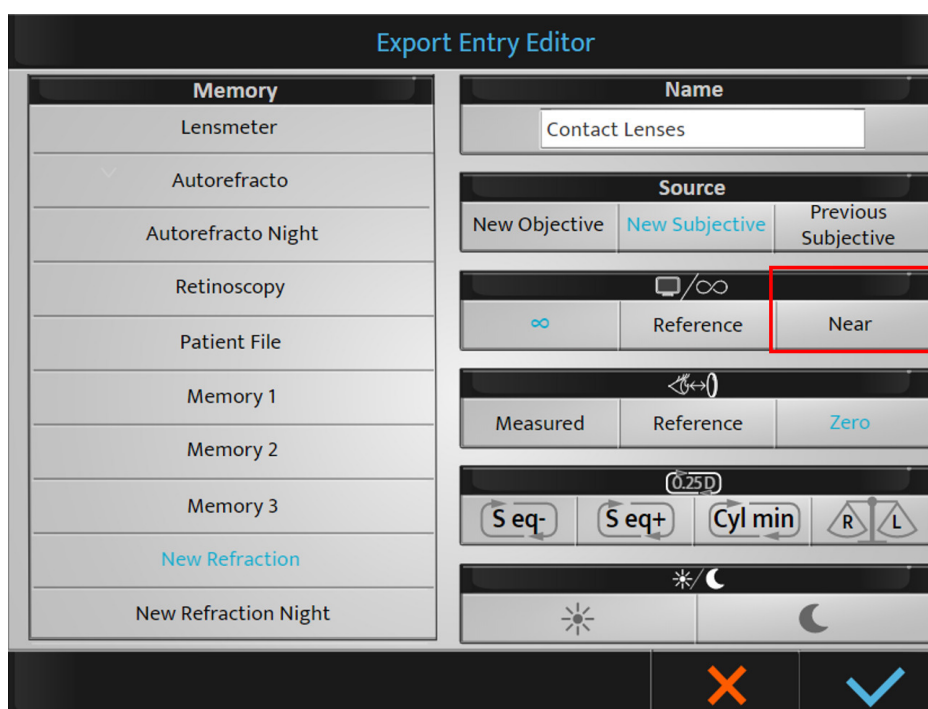 Export Entry Editor
Memory
Lensmeter
Autorefracto
Autorefracto Night
Retinoscopy
Patient File
Memory 1
Memory 2
Memory 3
New Refraction
New Refraction Night
Name
Contact Lenses
Source
New Objective
New Subjective
Previous
Subjective
/∞
∞
Reference
Near
Measured
Reference
Zero
0.25D
S eq-
S eq+
Cyl min
R L